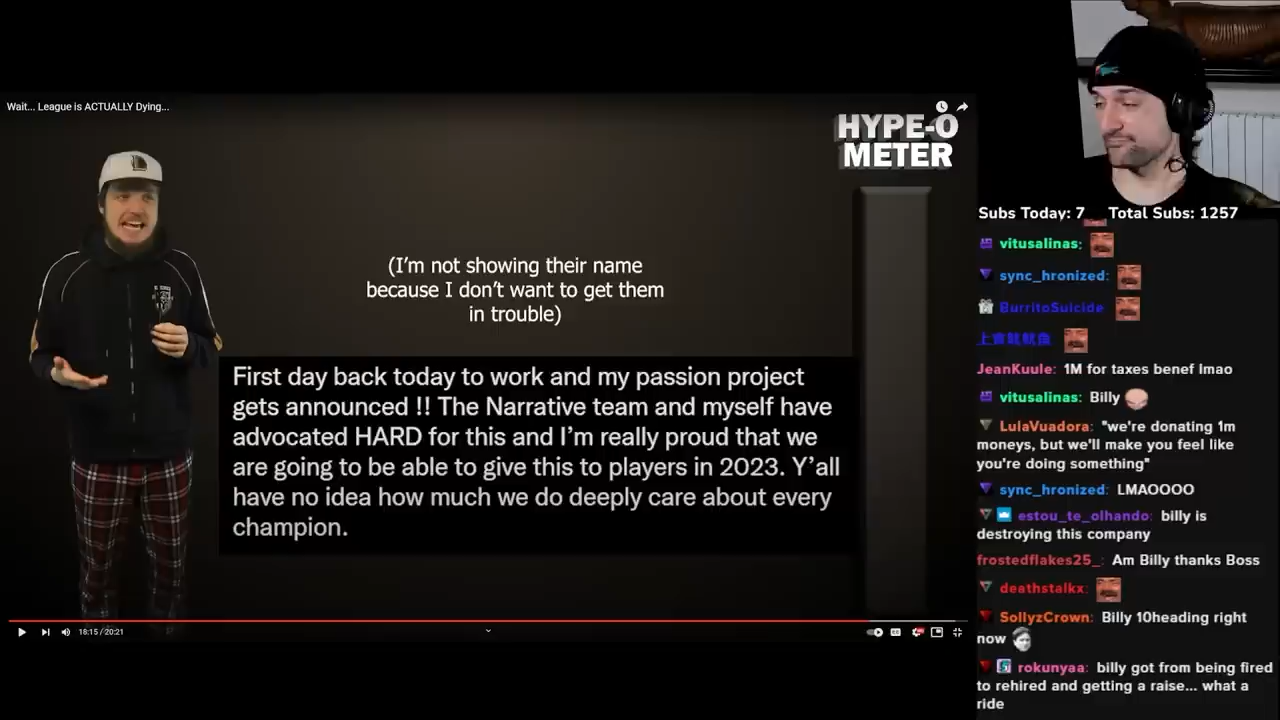 Wait... League is ACTUALLY Dying...
HYPE-O
METER
(I'm not showing their name
because I don't want to get them
in trouble)
First day back today to work and my passion project
gets announced !! The Narrative team and myself have
advocated HARD for this and I'm really proud that we
are going to be able to give this to players in 2023. Y'all
have no idea how much we do deeply care about every
champion.
18:15 / 20:21
Subs Today: 7 Total Subs: 1257
vitusalinas:
sync_hronized:
BurritoSuicide
JeanKuule: 1M for taxes benef lmao
vitusalinas: Billy
LulaVuadora: "we're donating 1m
moneys, but we'll make you feel like
you're doing something"
sync_hronized: LMAOOOO
estou_te_olhando: billy is
destroying this company
frostedflakes25_: Am Billy thanks Boss
deathstalkx:
SollyzCrown: Billy 10heading right
now
rokunyaa: billy got from being fired
to rehired and getting a raise... what a
ride